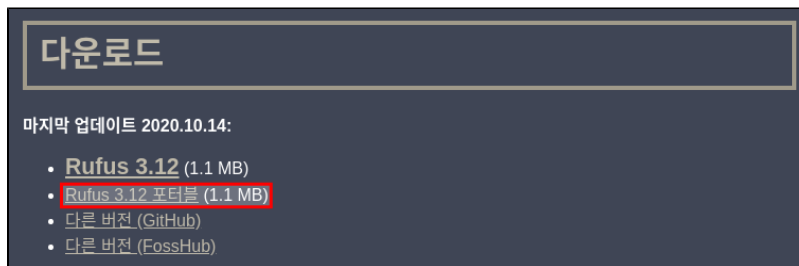 다운로드
마지막 업데이트 2020.10.14:
Rufus 3.12 (1.1 MB)
Rufus 3.12 포터블 (1.1 MB)
다른 버전 (GitHub)
다른 버전 (FossHub)